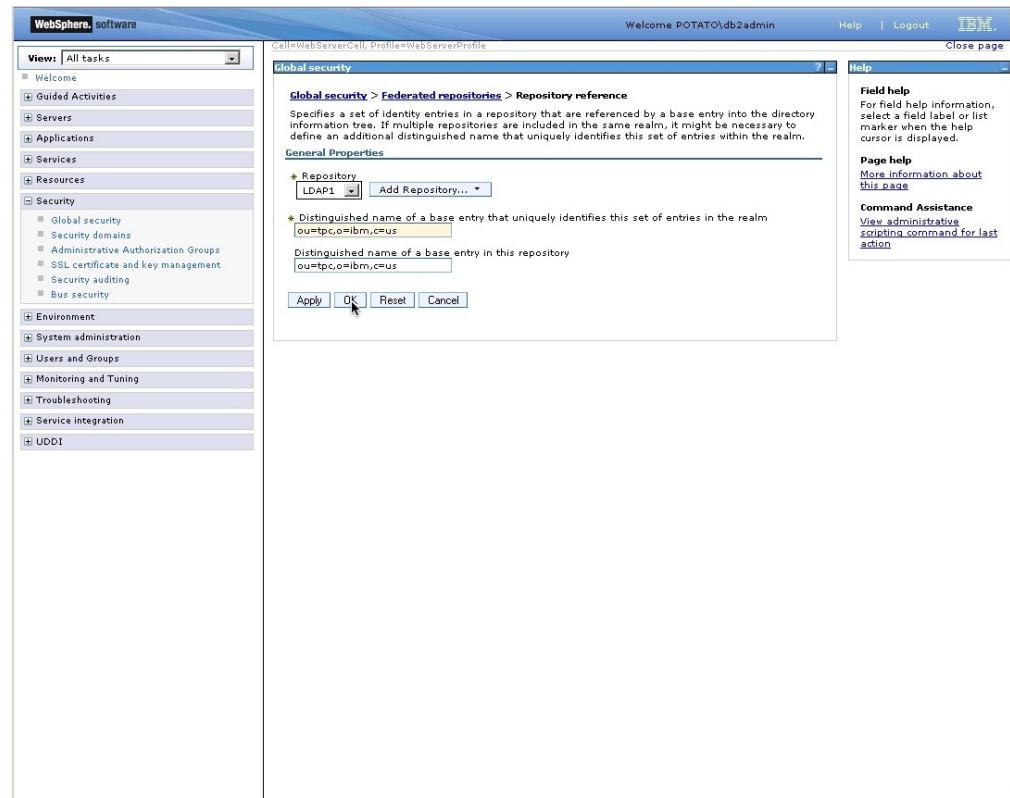 WebSphere. software
Welcome POTATO\db2admin
Help | Logout
IBM.
View: All tasks
Welcome
Guided Activities
Servers
Applications
Services
Resources
Security
Global security
Security domains
Administrative Authorization Groups
SSL certificate and key management
Security auditing
Bus security
Environment
System administration
Users and Groups
Monitoring and Tuning
Troubleshooting
Service integration
UDDI
Cell=WebServerCell, Profile=WebServerProfile
Close page
Global security
? -
Global security > Federated repositories > Repository reference
Specifies a set of identity entries in a repository that are referenced by a base entry into the directory
information tree. If multiple repositories are included in the same realm, it might be necessary to
define an additional distinguished name that uniquely identifies this set of entries within the realm.
General Properties
* Repository
LDAP1
Add Repository...
* Distinguished name of a base entry that uniquely identifies this set of entries in the realm
ou=tpc,o=ibm,c=us
Distinguished name of a base entry in this repository
ou=tpc,o=ibm,c=us
Apply OK Reset Cancel
Help
Field help
For field help information,
select a field label or list
marker when the help
cursor is displayed.
Page help
More information about
this page
Command Assistance
View administrative
scripting command for last
action